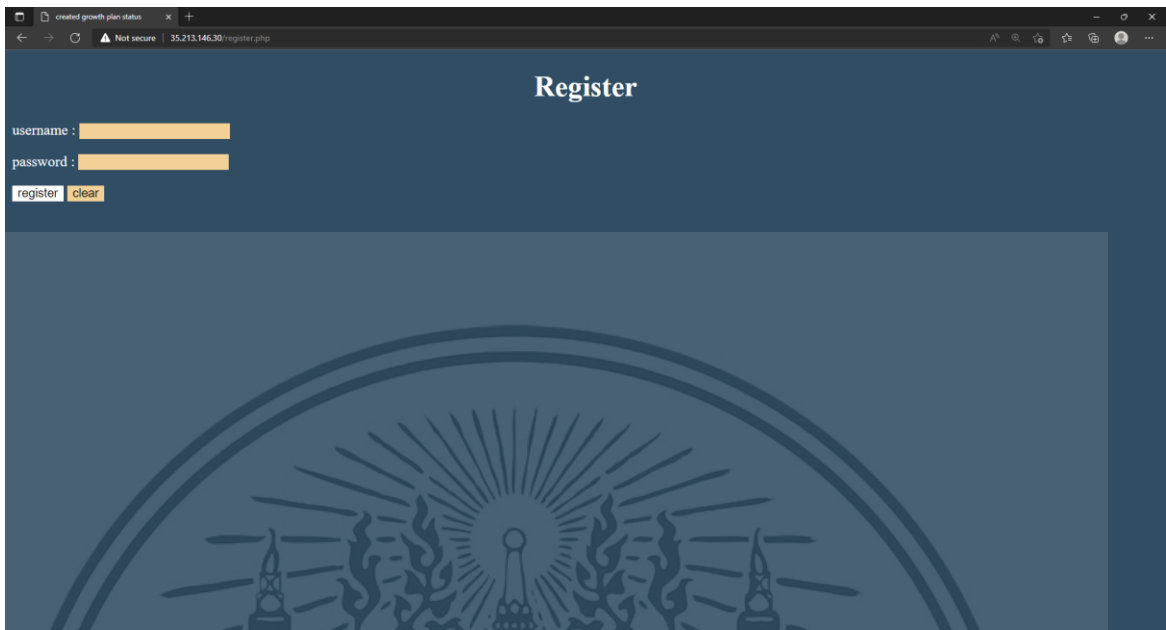 created growth plan status
Not secure | 35.213.146.30/register.php
Register
username :
password :
register clear